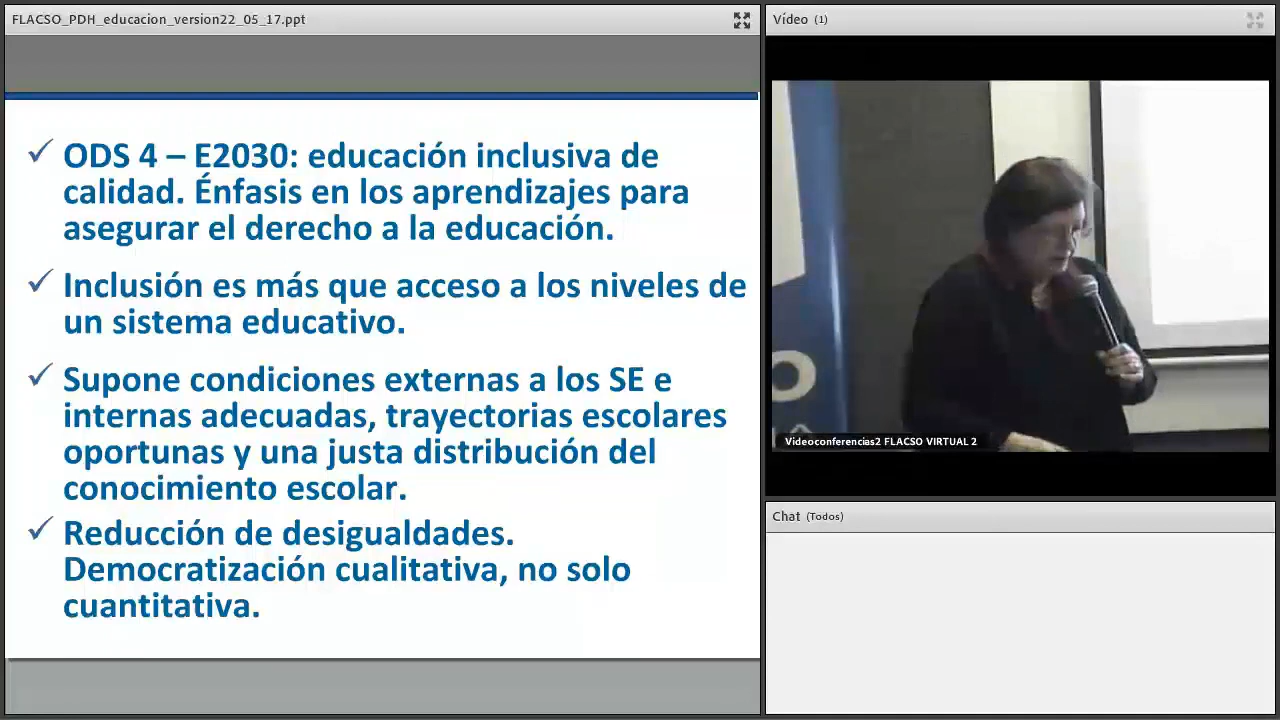 FLACSO_PDH_educacion_version22_05_17.ppt
✓ ODS 4 – E2030: educación inclusiva de
calidad. Énfasis en los aprendizajes para
asegurar el derecho a la educación.
✓ Inclusión es más que acceso a los niveles de
un sistema educativo.
✓ Supone condiciones externas a los SE e
internas adecuadas, trayectorias escolares
oportunas y una justa distribución del
conocimiento escolar.
✓ Reducción de desigualdades.
Democratización cualitativa, no solo
cuantitativa.
Vídeo (1)
O
Videoconferencias2 FLACSO VIRTUAL 2
Chat (Todos)